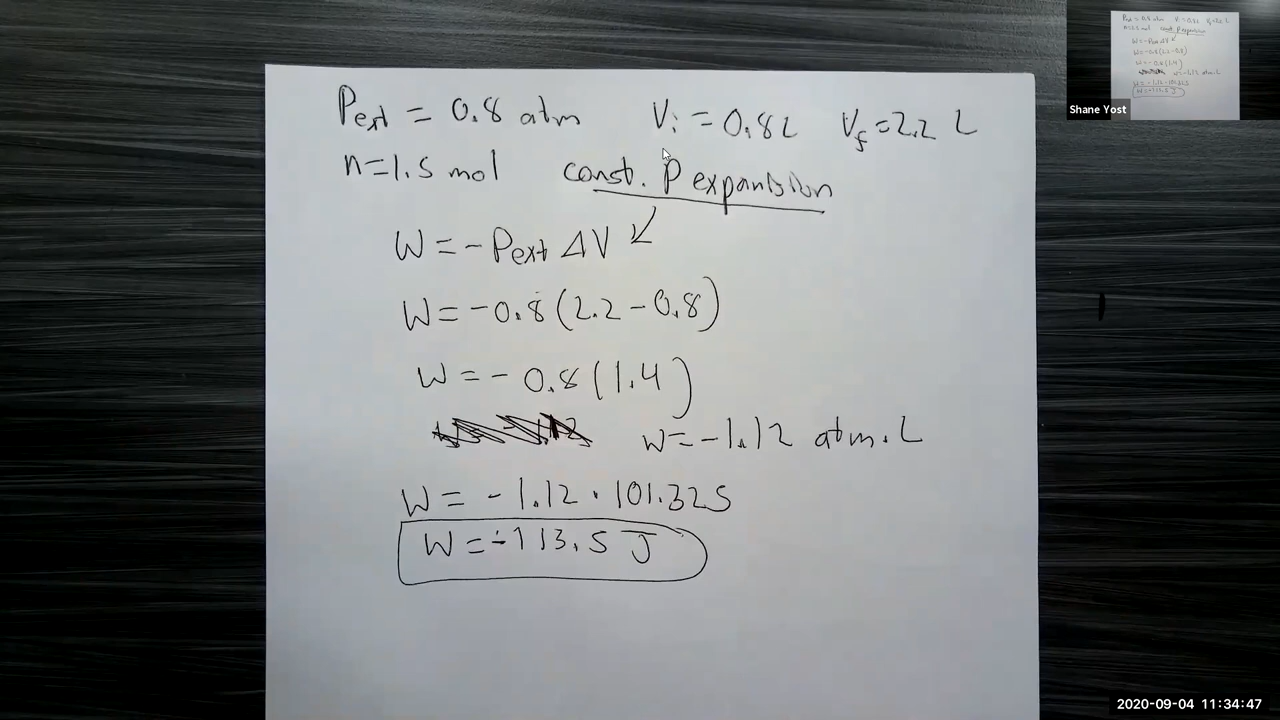 Pext = 0.8 atm Vi = 0.8L Vf = 2.2 L
n=1.5 mol const. P expansion
W = -Pext ΔV
W = -0.8(2.2-0.8)
W = -0.8(1.4)
W = -1.12 atm.L
W = -1.12 · 101.325
W = -113.5 J
Shane Yost
2020-09-04 11:34:47